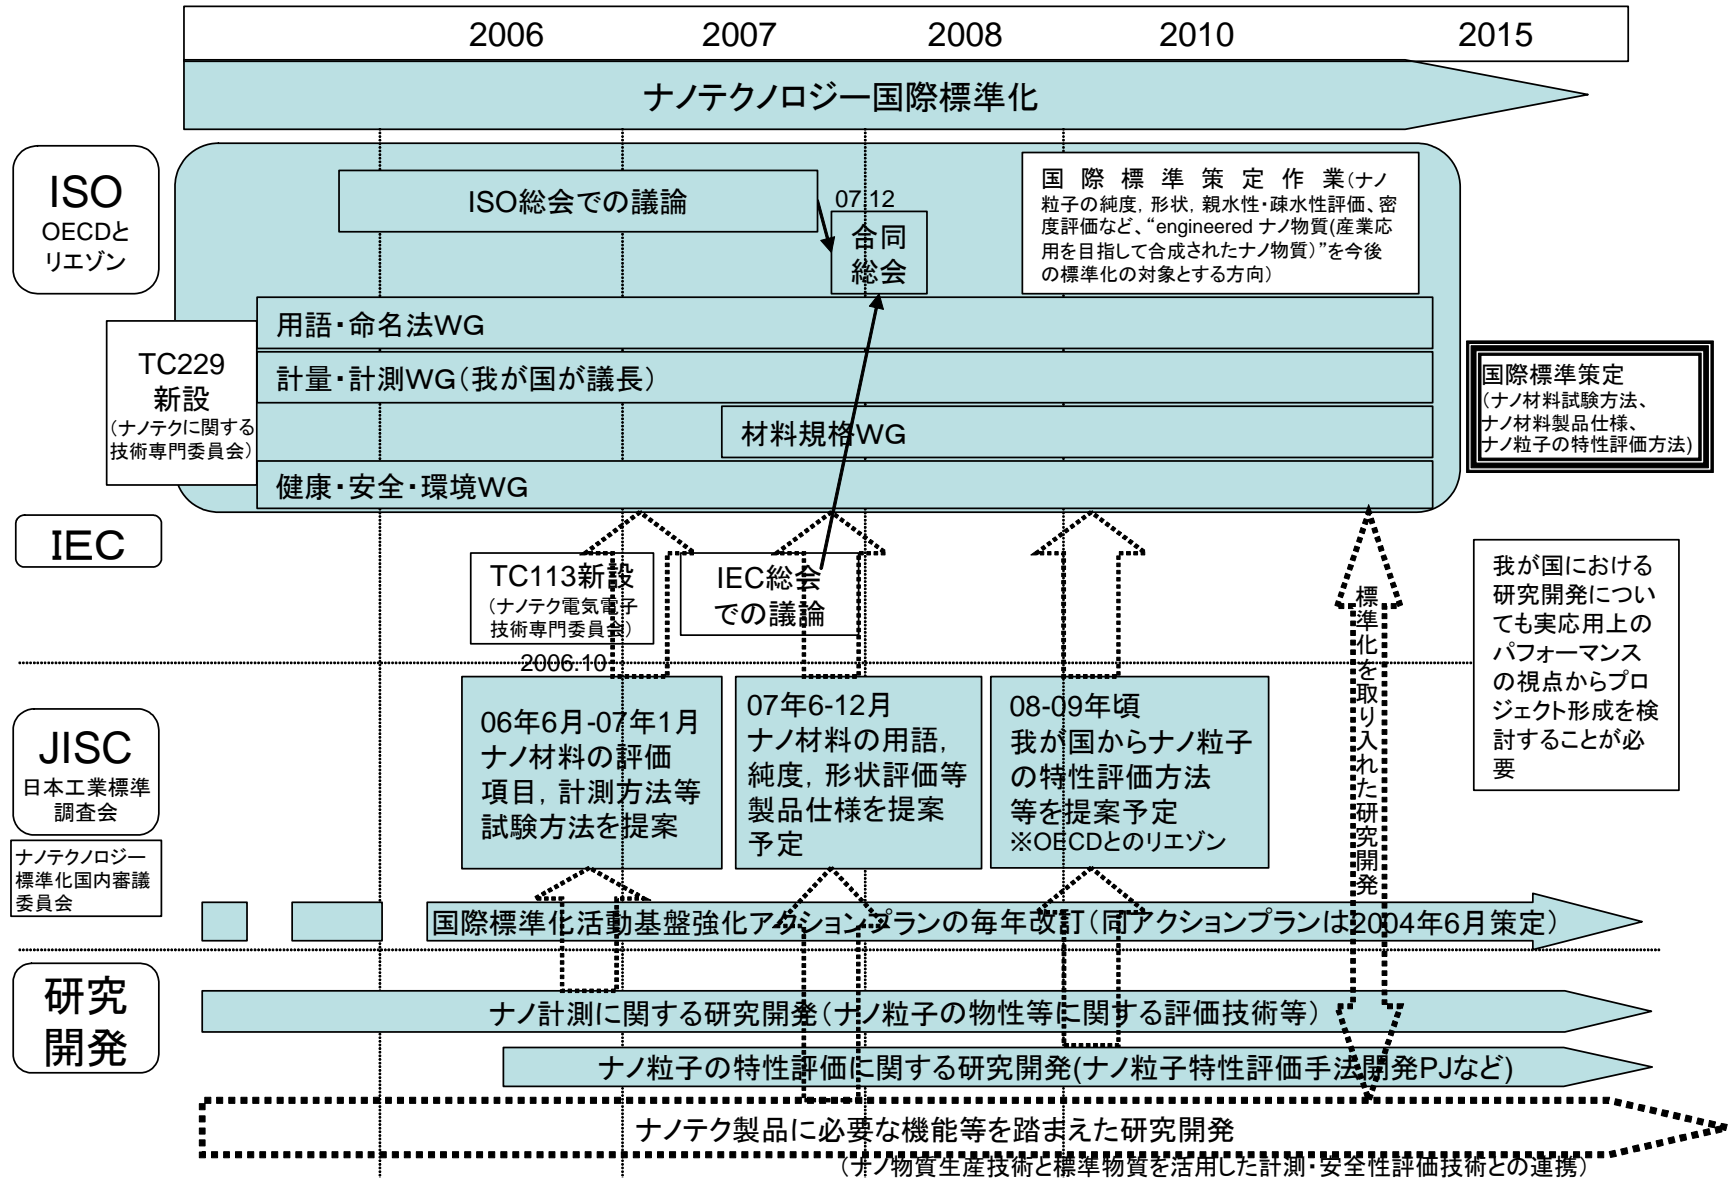 2006
2007
2008
2010
2015
ナノテクノロジー国際標準化
ISO
OECDと
リエゾン
ISO総会での議論
07.12
合同
総会
国際標準策定作業(ナノ
粒子の純度, 形状, 親水性・疎水性評価、密
度評価など、“engineered ナノ物質(産業応
用を目指して合成されたナノ物質)”を今後
の標準化の対象とする方向)
TC229
新設
(ナノテクに関する
技術専門委員会)
用語・命名法WG
計量・計測WG(我が国が議長)
材料規格WG
健康・安全・環境WG
国際標準策定
(ナノ材料試験方法、
ナノ材料製品仕様、
ナノ粒子の特性評価方法)
IEC
TC113新設
(ナノテク電気電子
技術専門委員会)
2006.10
IEC総会
での議論
標準化を取り入れた研究開発
我が国における
研究開発につい
ても実応用上の
パフォーマンス
の視点からプロ
ジェクト形成を検
討することが必
要
JISC
日本工業標準
調査会
ナノテクノロジー
標準化国内審議
委員会
06年6月-07年1月
ナノ材料の評価
項目, 計測方法等
試験方法を提案
07年6-12月
ナノ材料の用語,
純度, 形状評価等
製品仕様を提案
予定
08-09年頃
我が国からナノ粒子
の特性評価方法
等を提案予定
※OECDとのリエゾン
国際標準化活動基盤強化アクションプランの毎年改訂(同アクションプランは2004年6月策定)
研究
開発
ナノ計測に関する研究開発(ナノ粒子の物性等に関する評価技術等)
ナノ粒子の特性評価に関する研究開発(ナノ粒子特性評価手法開発PJなど)
ナノテク製品に必要な機能等を踏まえた研究開発
(ナノ物質生産技術と標準物質を活用した計測・安全性評価技術との連携)